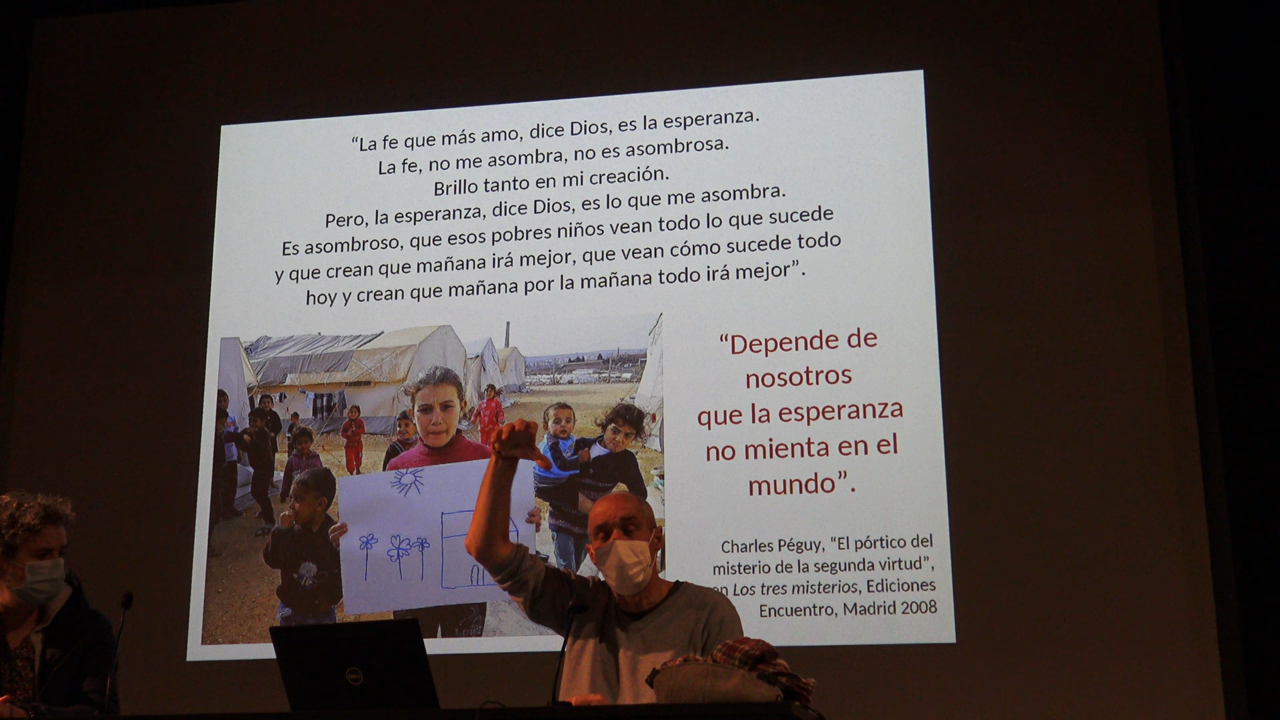 “La fe que más amo, dice Dios, es la esperanza.
La fe, no me asombra, no es asombrosa.
Brillo tanto en mi creación.
Pero, la esperanza, dice Dios, es lo que me asombra.
Es asombroso, que esos pobres niños vean todo lo que sucede
y que crean que mañana irá mejor, que vean cómo sucede todo
hoy y crean que mañana por la mañana todo irá mejor”.
“Depende de
nosotros
que la esperanza
no mienta en el
mundo”.
Charles Péguy, “El pórtico del
misterio de la segunda virtud”,
en Los tres misterios, Ediciones
Encuentro, Madrid 2008
DELL